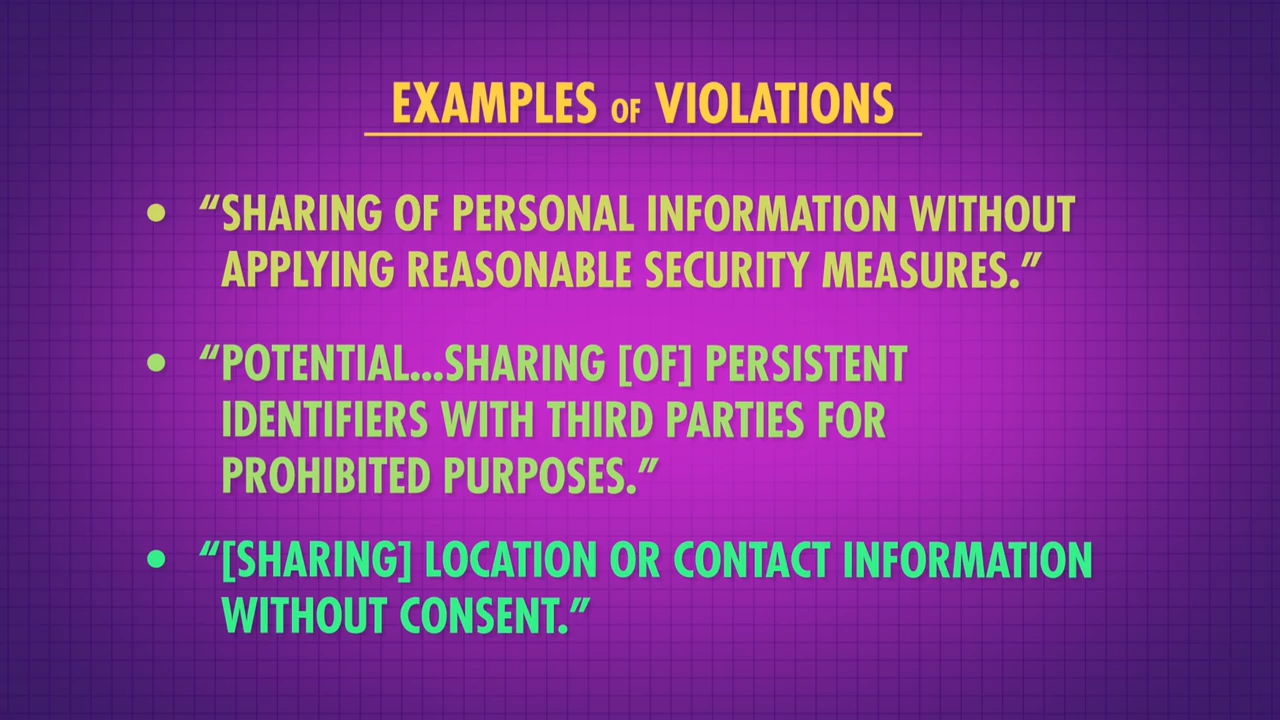 EXAMPLES OF VIOLATIONS
• “SHARING OF PERSONAL INFORMATION WITHOUT
APPLYING REASONABLE SECURITY MEASURES.”
• “POTENTIAL...SHARING [OF] PERSISTENT
IDENTIFIERS WITH THIRD PARTIES FOR
PROHIBITED PURPOSES.”
• “[SHARING] LOCATION OR CONTACT INFORMATION
WITHOUT CONSENT.”